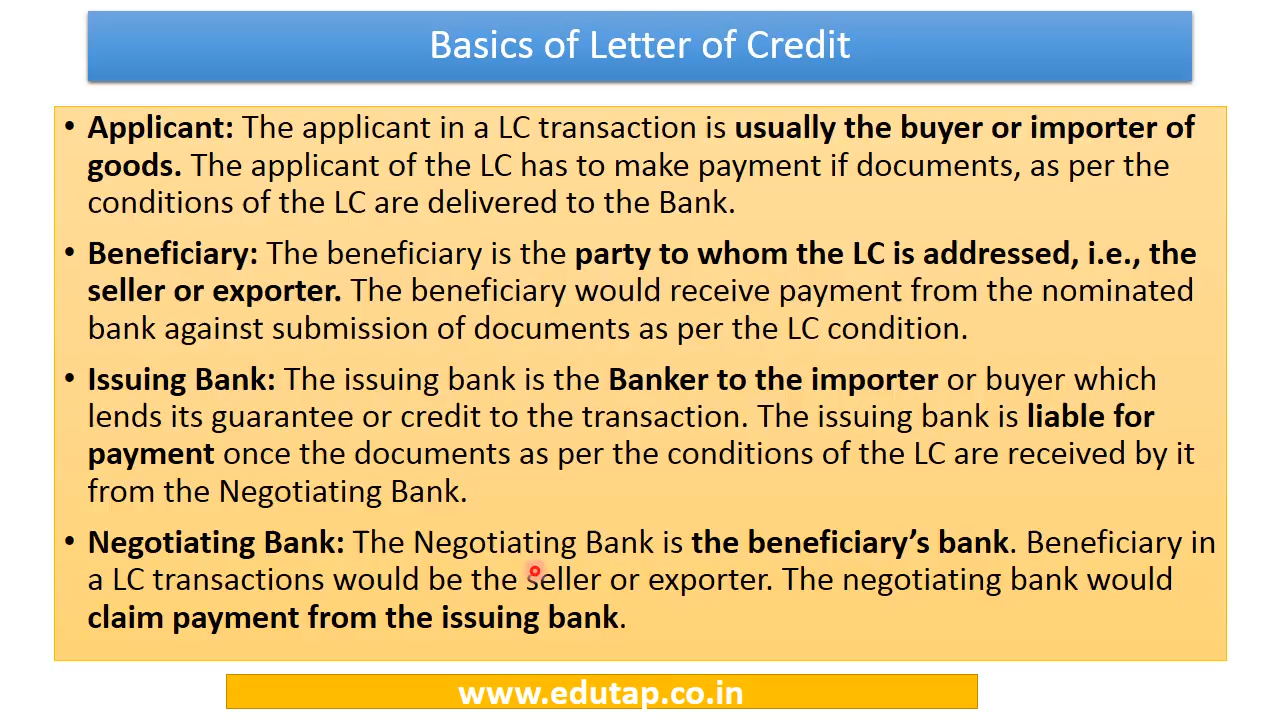 Basics of Letter of Credit
• Applicant: The applicant in a LC transaction is usually the buyer or importer of
goods. The applicant of the LC has to make payment if documents, as per the
conditions of the LC are delivered to the Bank.
• Beneficiary: The beneficiary is the party to whom the LC is addressed, i.e., the
seller or exporter. The beneficiary would receive payment from the nominated
bank against submission of documents as per the LC condition.
• Issuing Bank: The issuing bank is the Banker to the importer or buyer which
lends its guarantee or credit to the transaction. The issuing bank is liable for
payment once the documents as per the conditions of the LC are received by it
from the Negotiating Bank.
• Negotiating Bank: The Negotiating Bank is the beneficiary’s bank. Beneficiary in
a LC transactions would be the seller or exporter. The negotiating bank would
claim payment from the issuing bank.
www.edutap.co.in